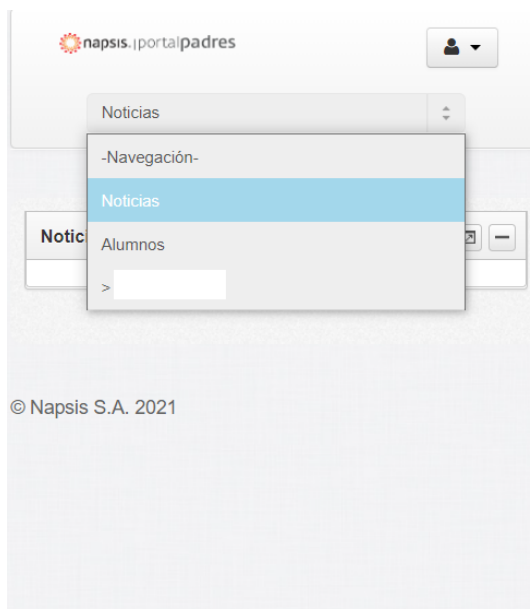 napsis.|portalpadres
Noticias
-Navegación-
Noticias
Alumnos
>
Notic
© Napsis S.A. 2021